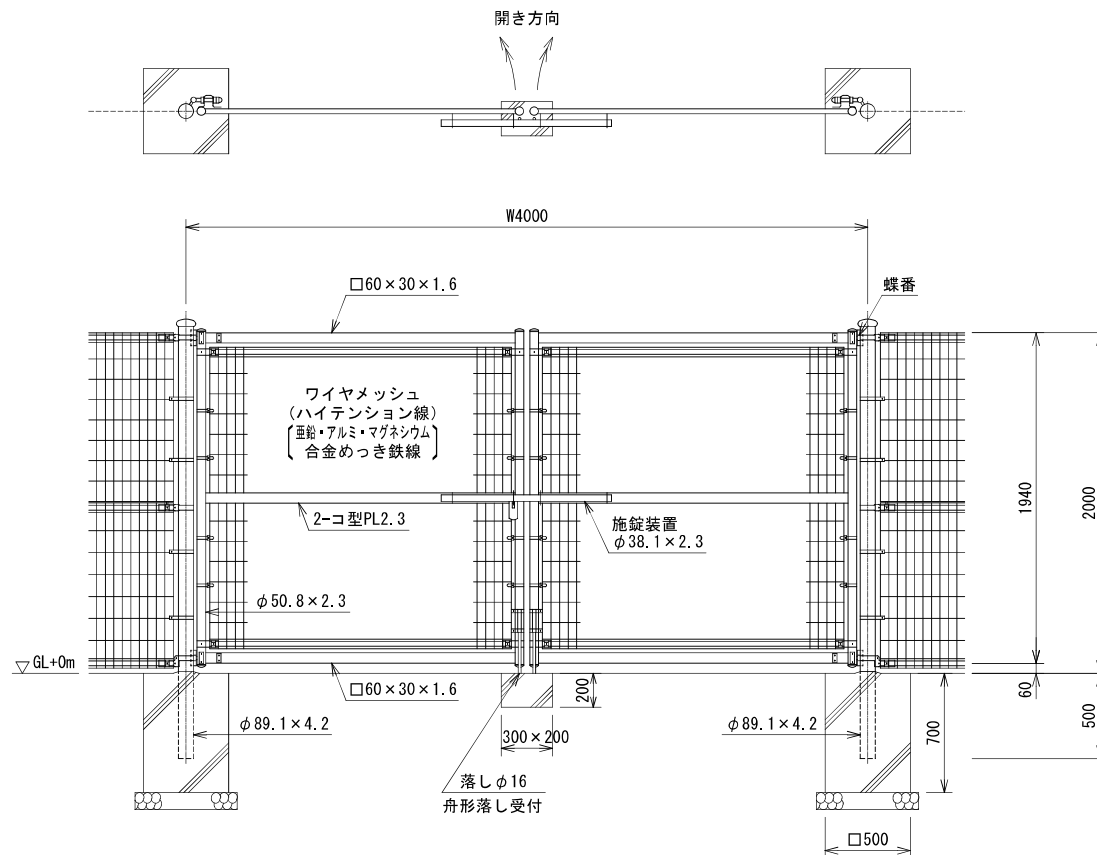 開き方向
W4000
□60×30×1.6
蝶番
ワイヤメッシュ
(ハイテンション線)
亜鉛・アルミ・マグネシウム
合金めっき鉄線
2-コ型PL2.3
施錠装置
φ38.1×2.3
1940
2000
φ50.8×2.3
GL+0m
□60×30×1.6
200
60
500
φ89.1×4.2
300×200
φ89.1×4.2
700
落しφ16
舟形落し受付
□500